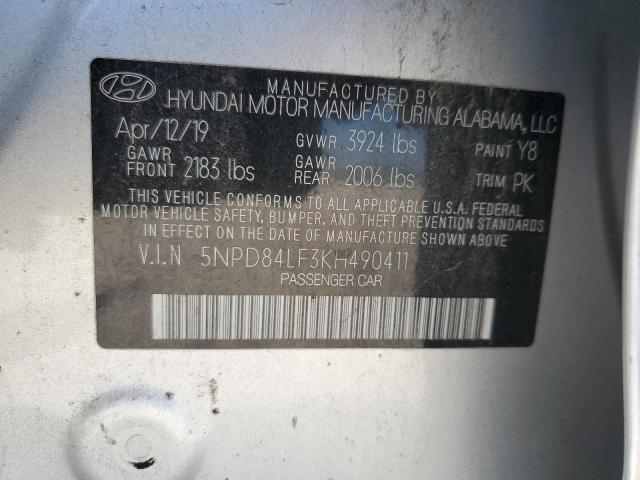 MANUFACTURED BY
HYUNDAI MOTOR MANUFACTURING ALABAMA, LLC
Apr/12/19 GVWR 3924 lbs PAINT Y8
GAWR FRONT 2183 lbs GAWR REAR 2006 lbs TRIM PK
THIS VEHICLE CONFORMS TO ALL APPLICABLE U.S.A. FEDERAL
MOTOR VEHICLE SAFETY, BUMPER, AND THEFT PREVENTION STANDARDS
IN EFFECT ON THE DATE OF MANUFACTURE SHOWN ABOVE.
V.I.N 5NPD84LF3KH490411
PASSENGER CAR